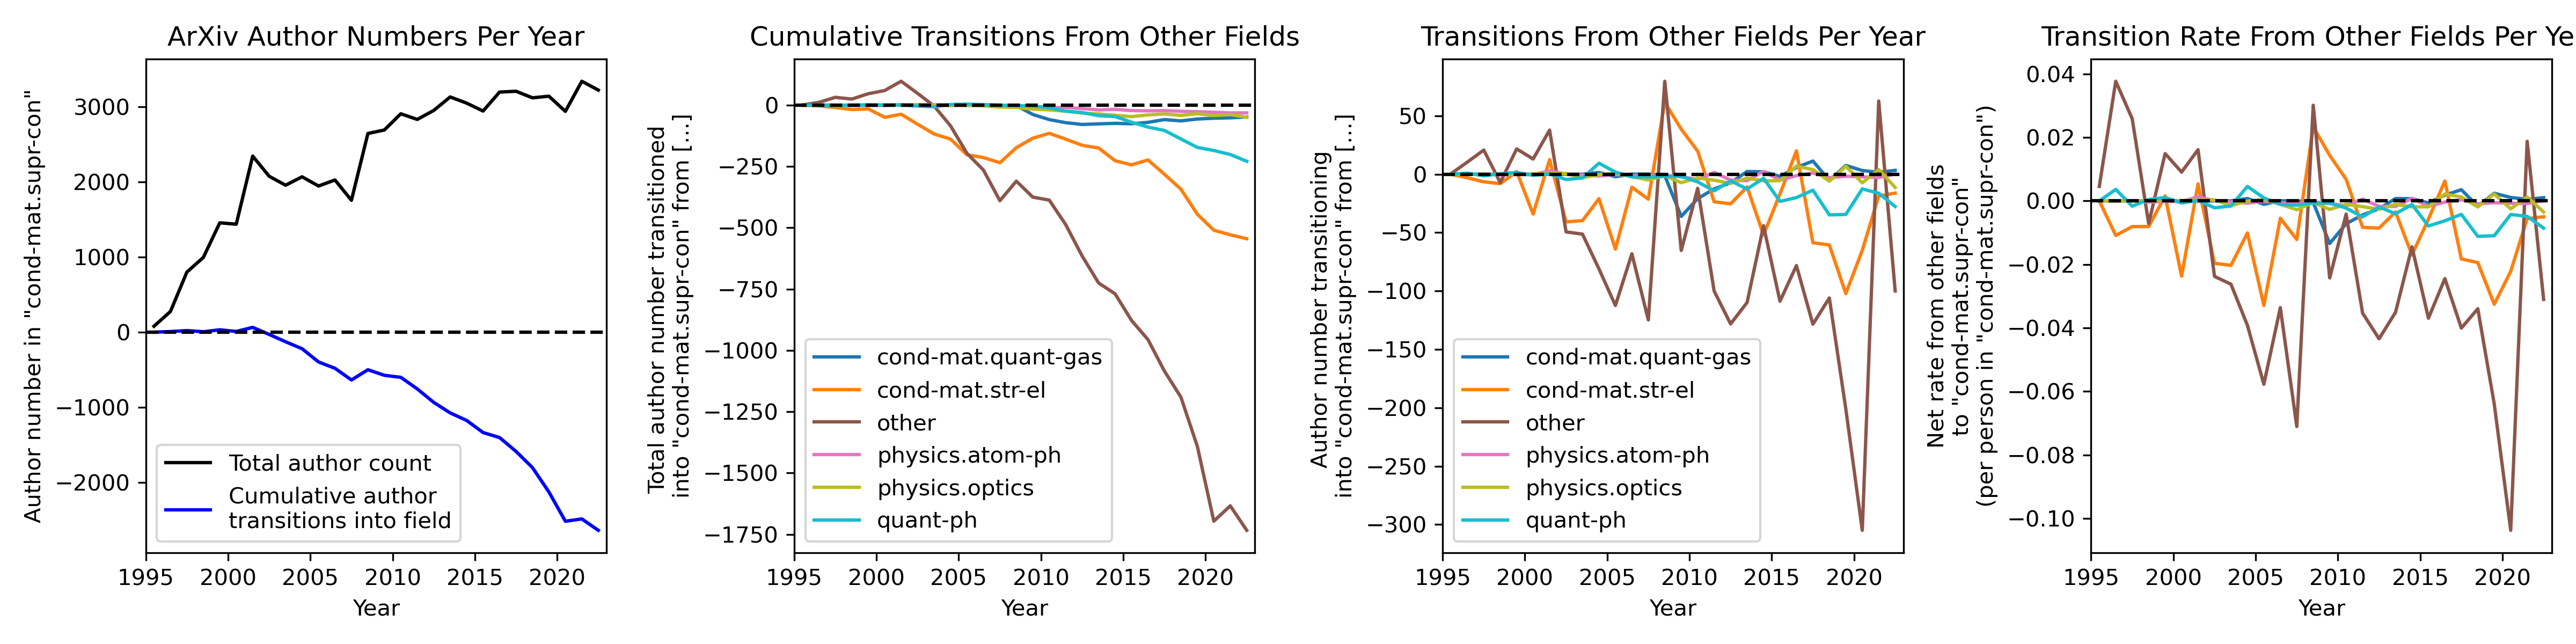 ArXiv Author Numbers Per Year
Author number in "cond-mat.supr-con"
3000
2000
1000
0
−1000
−2000
Total author count
Cumulative author
transitions into field
1995 2000 2005 2010 2015 2020
Year
Cumulative Transitions From Other Fields
Total author number transitioned
into "cond-mat.supr-con" from [...]
0
−250
−500
−750
−1000
−1250
−1500
−1750
cond-mat.quant-gas
cond-mat.str-el
other
physics.atom-ph
physics.optics
quant-ph
1995 2000 2005 2010 2015 2020
Year
Transitions From Other Fields Per Year
Author number transitioning
into "cond-mat.supr-con" from [...]
50
0
−50
−100
−150
−200
−250
−300
cond-mat.quant-gas
cond-mat.str-el
other
physics.atom-ph
physics.optics
quant-ph
1995 2000 2005 2010 2015 2020
Year
Transition Rate From Other Fields Per Ye
Net rate from other fields
to "cond-mat.supr-con"
(per person in "cond-mat.supr-con")
0.04
0.02
0.00
−0.02
−0.04
−0.06
−0.08
−0.10
1995 2000 2005 2010 2015 2020
Year